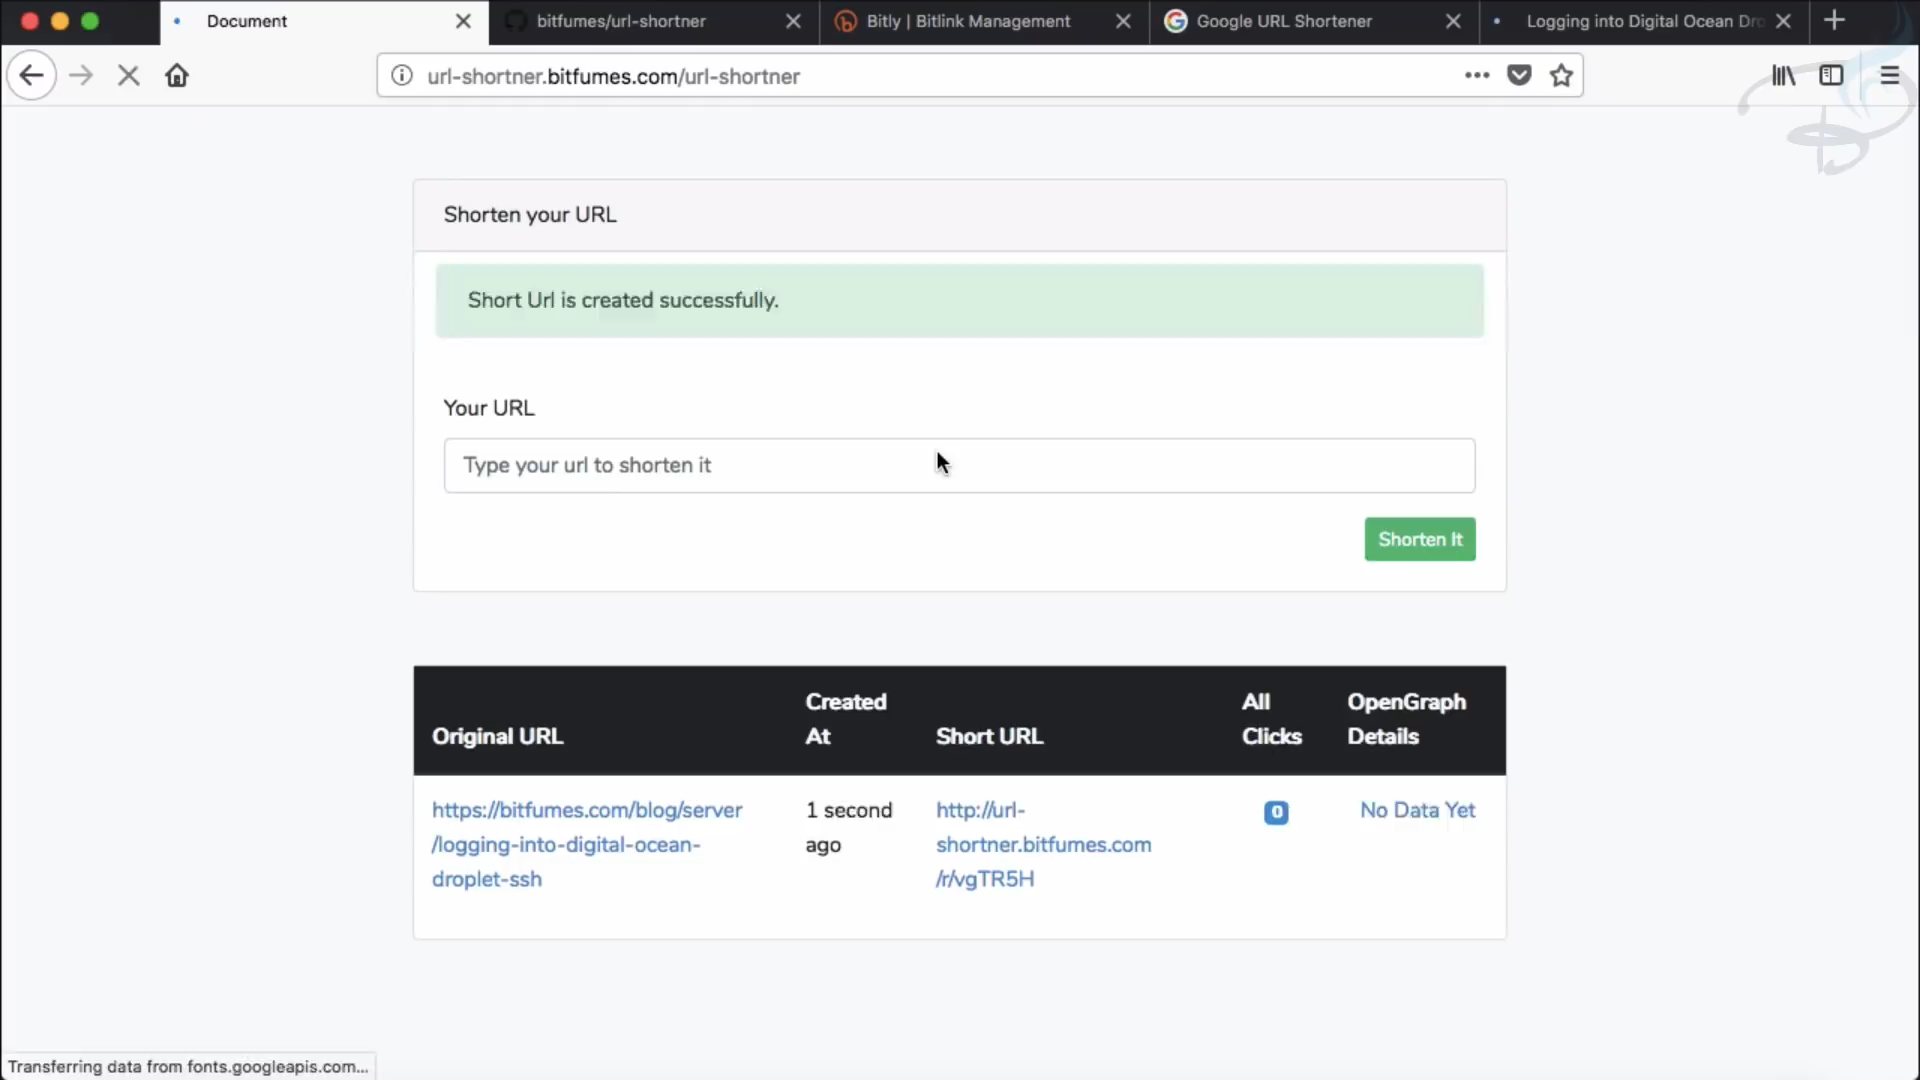 Document
bitfumes/url-shortner
Bitly | Bitlink Management
Google URL Shortener
Logging into Digital Ocean Dro
url-shortner.bitfumes.com/url-shortner
Shorten your URL
Short Url is created successfully.
Your URL
Type your url to shorten it
Shorten It
Original URL
Created
At
Short URL
All
Clicks
OpenGraph
Details
https://bitfumes.com/blog/server
/logging-into-digital-ocean-
droplet-ssh
1 second
ago
http://url-
shortner.bitfumes.com
/r/vgTR5H
0
No Data Yet
Transferring data from fonts.googleapis.com...